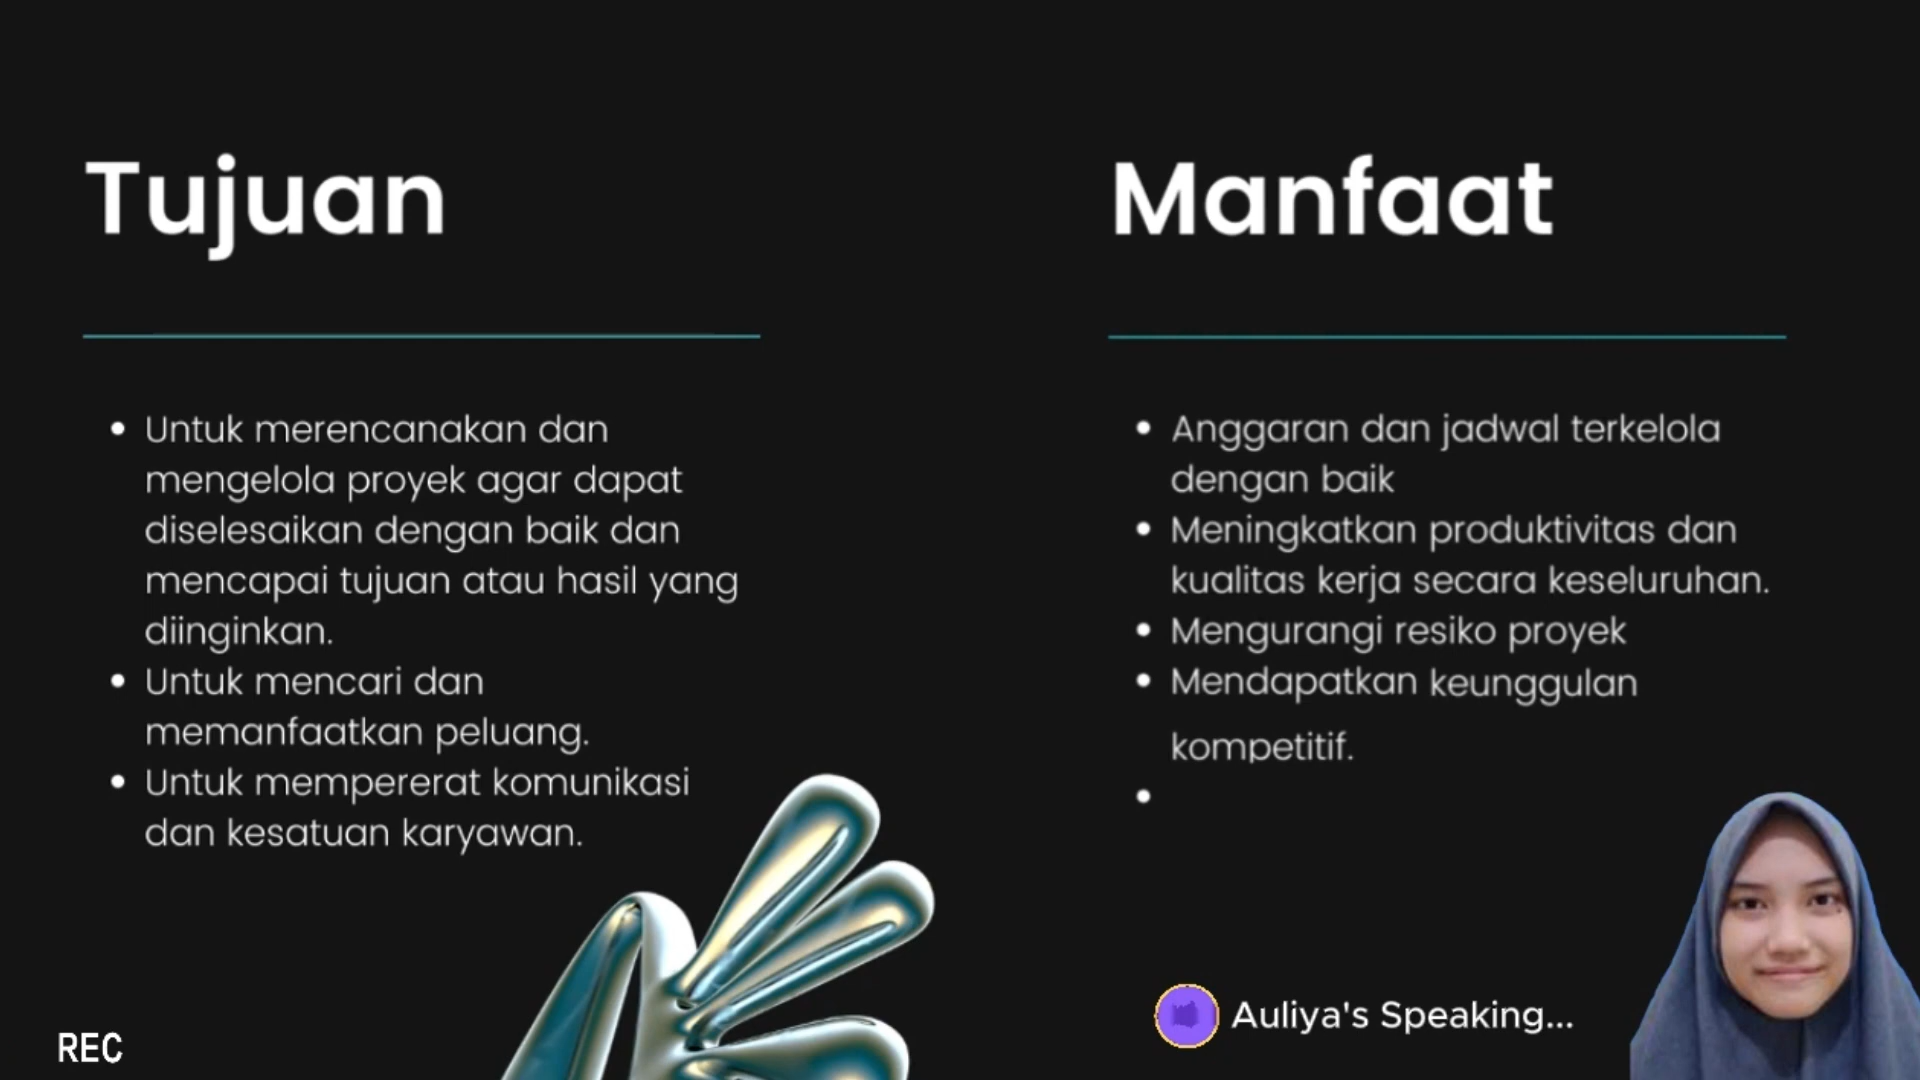 Tujuan
Untuk merencanakan dan
mengelola proyek agar dapat
diselesaikan dengan baik dan
mencapai tujuan atau hasil yang
diinginkan.
Untuk mencari dan
memanfaatkan peluang.
Untuk mempererat komunikasi
dan kesatuan karyawan.
Manfaat
Anggaran dan jadwal terkelola
dengan baik
Meningkatkan produktivitas dan
kualitas kerja secara keseluruhan.
Mengurangi resiko proyek
Mendapatkan keunggulan
kompetitif.
Auliya's Speaking...
REC